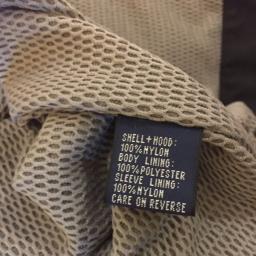 SHELL+HOOD:
100%NYLON
BODY LINING:
100%POLYESTER
SLEEVE LINING:
100%NYLON
CARE ON REVERSE